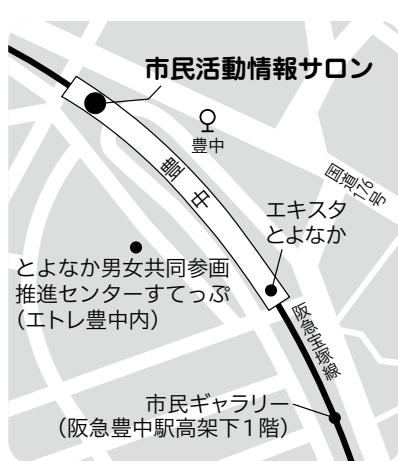 市民活動情報サロン
豊中
国道176号
豊中
エキスタ
とよなか
とよなか男女共同参画
推進センターすてっぷ
（エトレ豊中内）
阪急宝塚線
市民ギャラリー
（阪急豊中駅高架下1階）